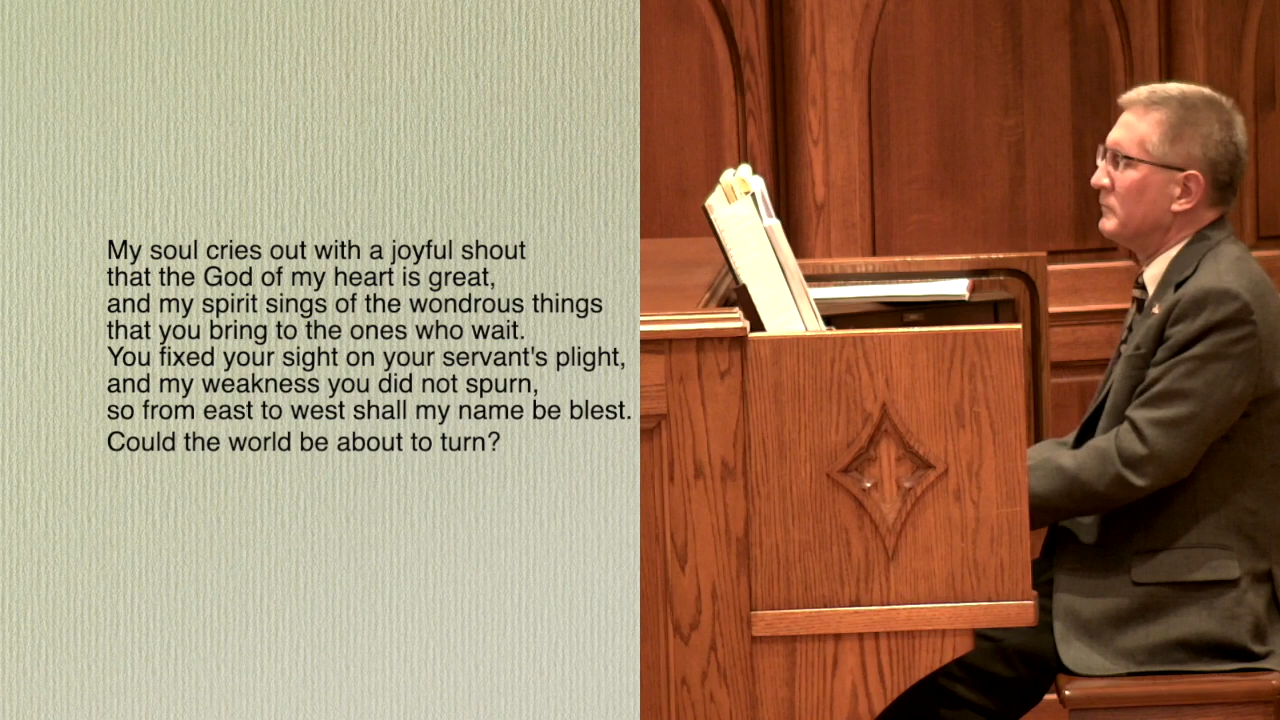 My soul cries out with a joyful shout
that the God of my heart is great,
and my spirit sings of the wondrous things
that you bring to the ones who wait.
You fixed your sight on your servant's plight,
and my weakness you did not spurn,
so from east to west shall my name be blest.
Could the world be about to turn?